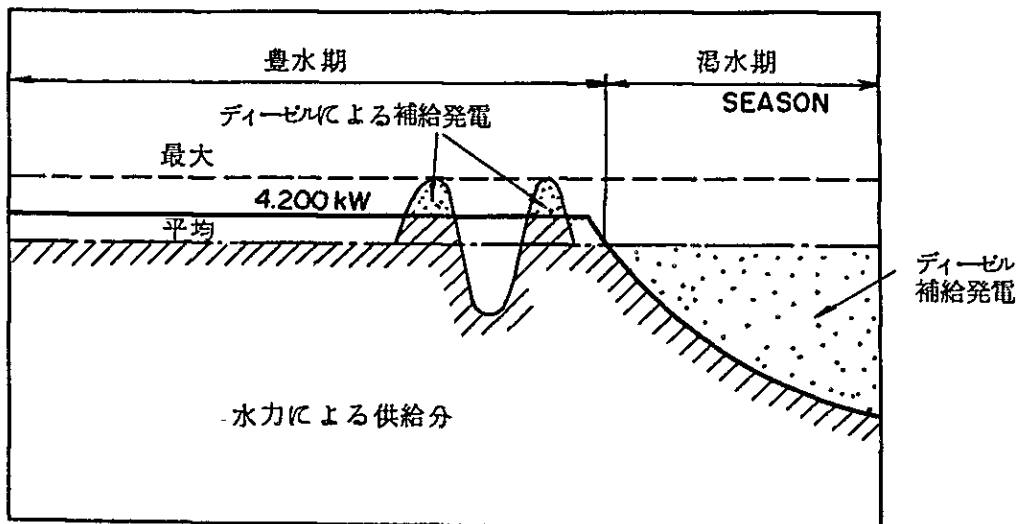 豊水期
渇水期
SEASON
ディーゼルによる補給発電
最大
4.200kW
平均
ディーゼル
補給発電
水力による供給分